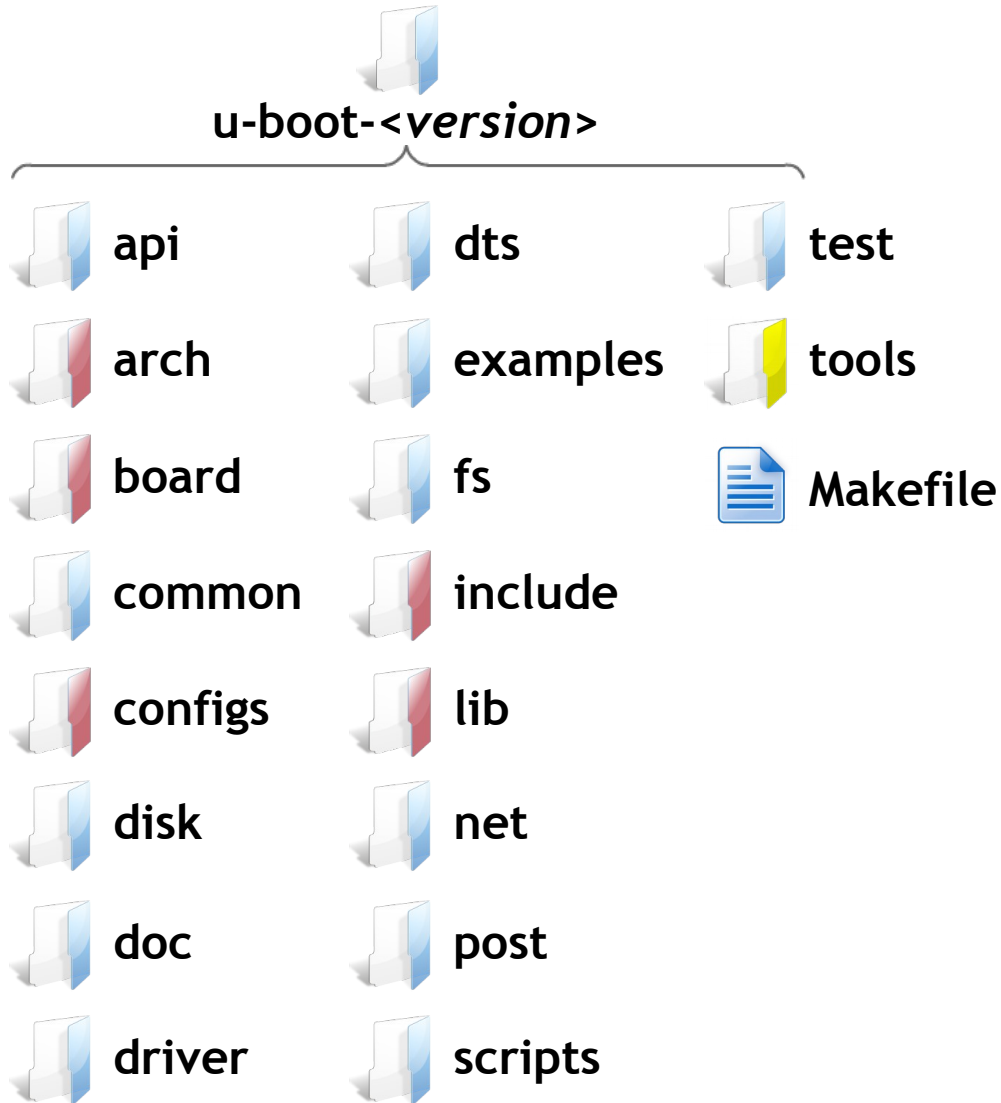 u-boot-<version>
api
arch
board
common
configs
disk
doc
driver
dts
examples
fs
include
lib
net
post
scripts
test
tools
Makefile